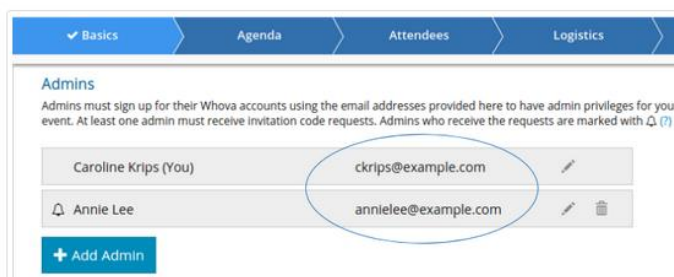 ✔ Basics
Agenda
Attendees
Logistics
Admins
Admins must sign up for their Whova accounts using the email addresses provided here to have admin privileges for you
event. At least one admin must receive invitation code requests. Admins who receive the requests are marked with (?)
Caroline Krips (You) ckrips@example.com
Annie Lee annielee@example.com
+ Add Admin